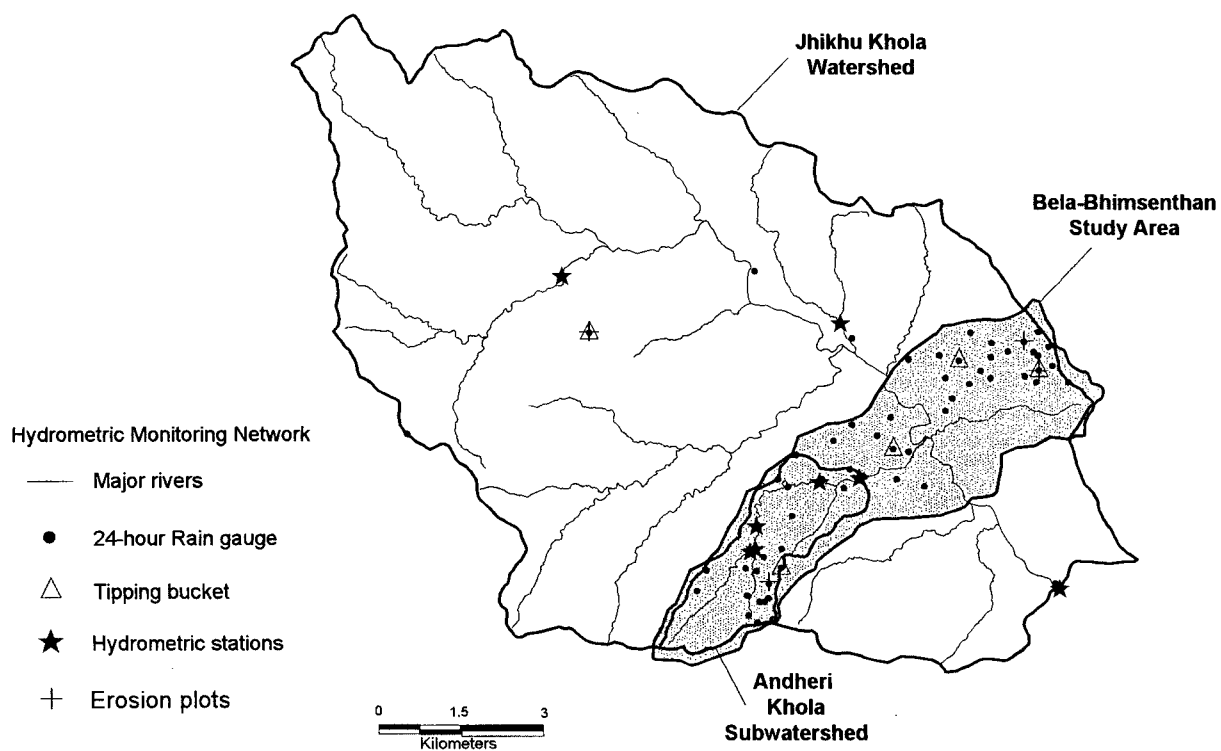 Jhikhu Khola
Watershed
Bela-Bhimsenthan
Study Area
Hydrometric Monitoring Network
Major rivers
24-hour Rain gauge
Tipping bucket
Hydrometric stations
Erosion plots
0 1.5 3
Kilometers
Andheri
Khola
Subwatershed